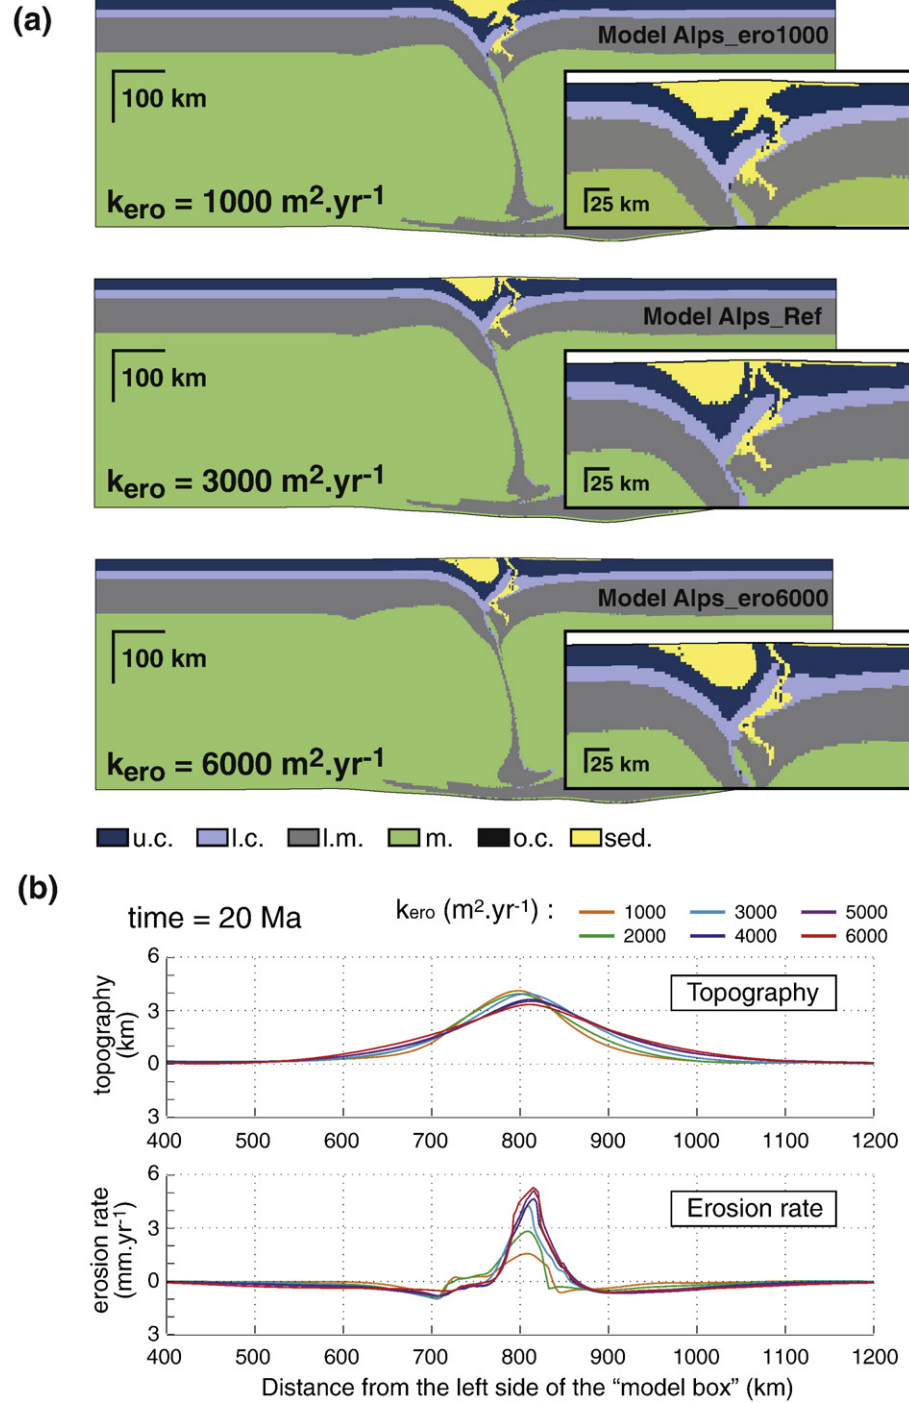 (a)
Model Alps_ero1000
100 km
25 km
kero = 1000 m2.yr-1
Model Alps_Ref
100 km
25 km
kero = 3000 m2.yr-1
Model Alps_ero6000
100 km
25 km
kero = 6000 m2.yr-1
u.c. l.c. l.m. m. o.c. sed.
(b)
time = 20 Ma
kero (m2.yr-1) :
1000 3000 5000
2000 4000 6000
topography
(km)
6
3
0
3
Topography
400 500 600 700 800 900 1000 1100 1200
erosion rate
(mm.yr-1)
6
3
0
3
Erosion rate
400 500 600 700 800 900 1000 1100 1200
Distance from the left side of the “model box” (km)